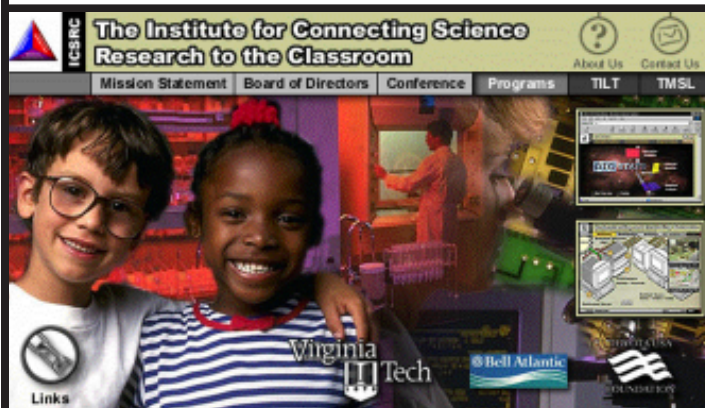 ICSRC
The Institute for Connecting Science
Research to the Classroom
About Us
Contact Us
Mission Statement
Board of Directors
Conference
Programs
TILT
TMSL
Virginia
Tech
Bell Atlantic
FOUNDATION
Links